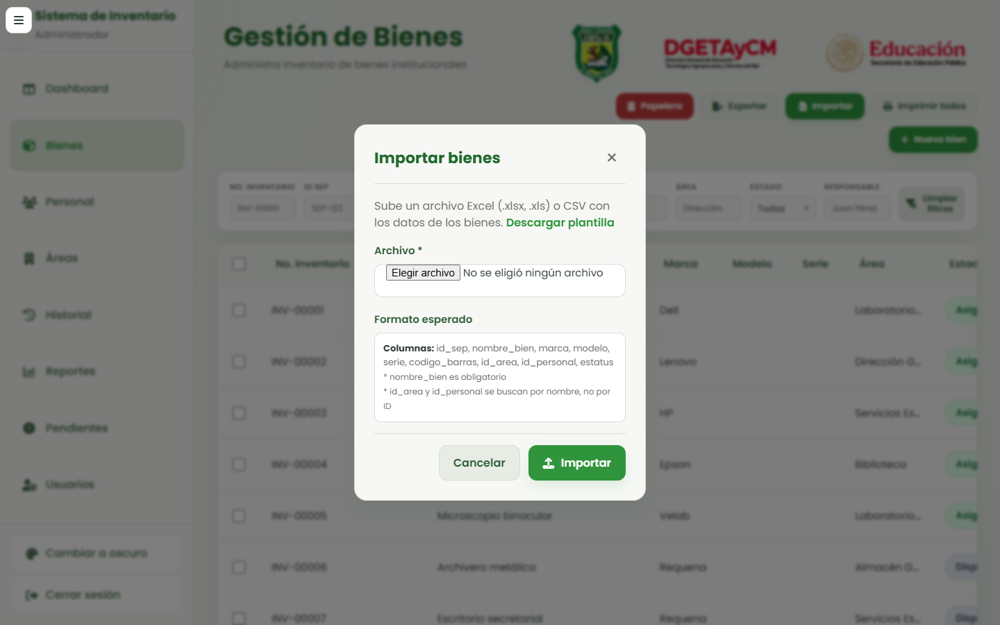 Sistema de Inventario
Administrador
Dashboard
Bienes
Personal
Áreas
Historial
Reportes
Pendientes
Usuarios
Cambiar a oscuro
Cerrar sesión
Gestión de Bienes
Administra inventario de bienes institucionales
DGETAyCM
Educación
Secretaría de Educación Pública
Papelera
Exportar
Importar
Imprimir todos
+ Nuevo bien
NO. INVENTARIO
ID SEP
ÁREA
ESTADO
RESPONSABLE
INV-00001
SEP-123
Dirección
Todos
Juan Pérez
Limpiar
filtros
No. Inventario
Marca
Modelo
Serie
Área
Estad
INV-00001
Dell
Laboratorio...
Asig
INV-00002
Lenovo
Dirección G...
Asig
INV-00003
HP
Servicios Es...
Asig
INV-00004
Epson
Biblioteca
Asig
INV-00005
Microscopio binocular
Velab
Laboratorio...
Asig
INV-00006
Archivero metálico
Requena
Almacén G...
Disp
INV-00007
Escritorio secretarial
Requena
Servicios Es...
Disp
Importar bienes
Sube un archivo Excel (.xlsx, .xls) o CSV con
los datos de los bienes. Descargar plantilla
Archivo *
Elegir archivo No se eligió ningún archivo
Formato esperado
Columnas: id_sep, nombre_bien, marca, modelo,
serie, codigo_barras, id_area, id_personal, estatus
* nombre_bien es obligatorio
* id_area y id_personal se buscan por nombre, no por
ID
Cancelar
Importar